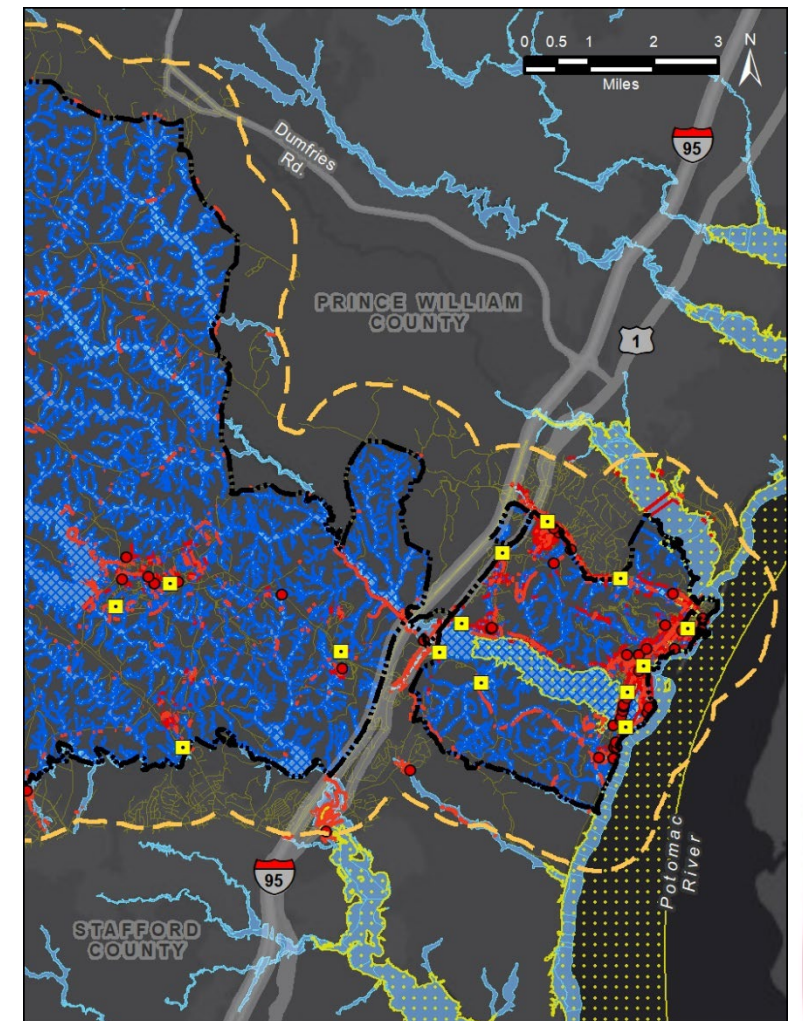 0 0.5 1 2 3
Miles
N
95
Dumfries
Rd.
PRINCE WILLIAM
COUNTY
1
Potomac
River
95
STAFFORD
COUNTY